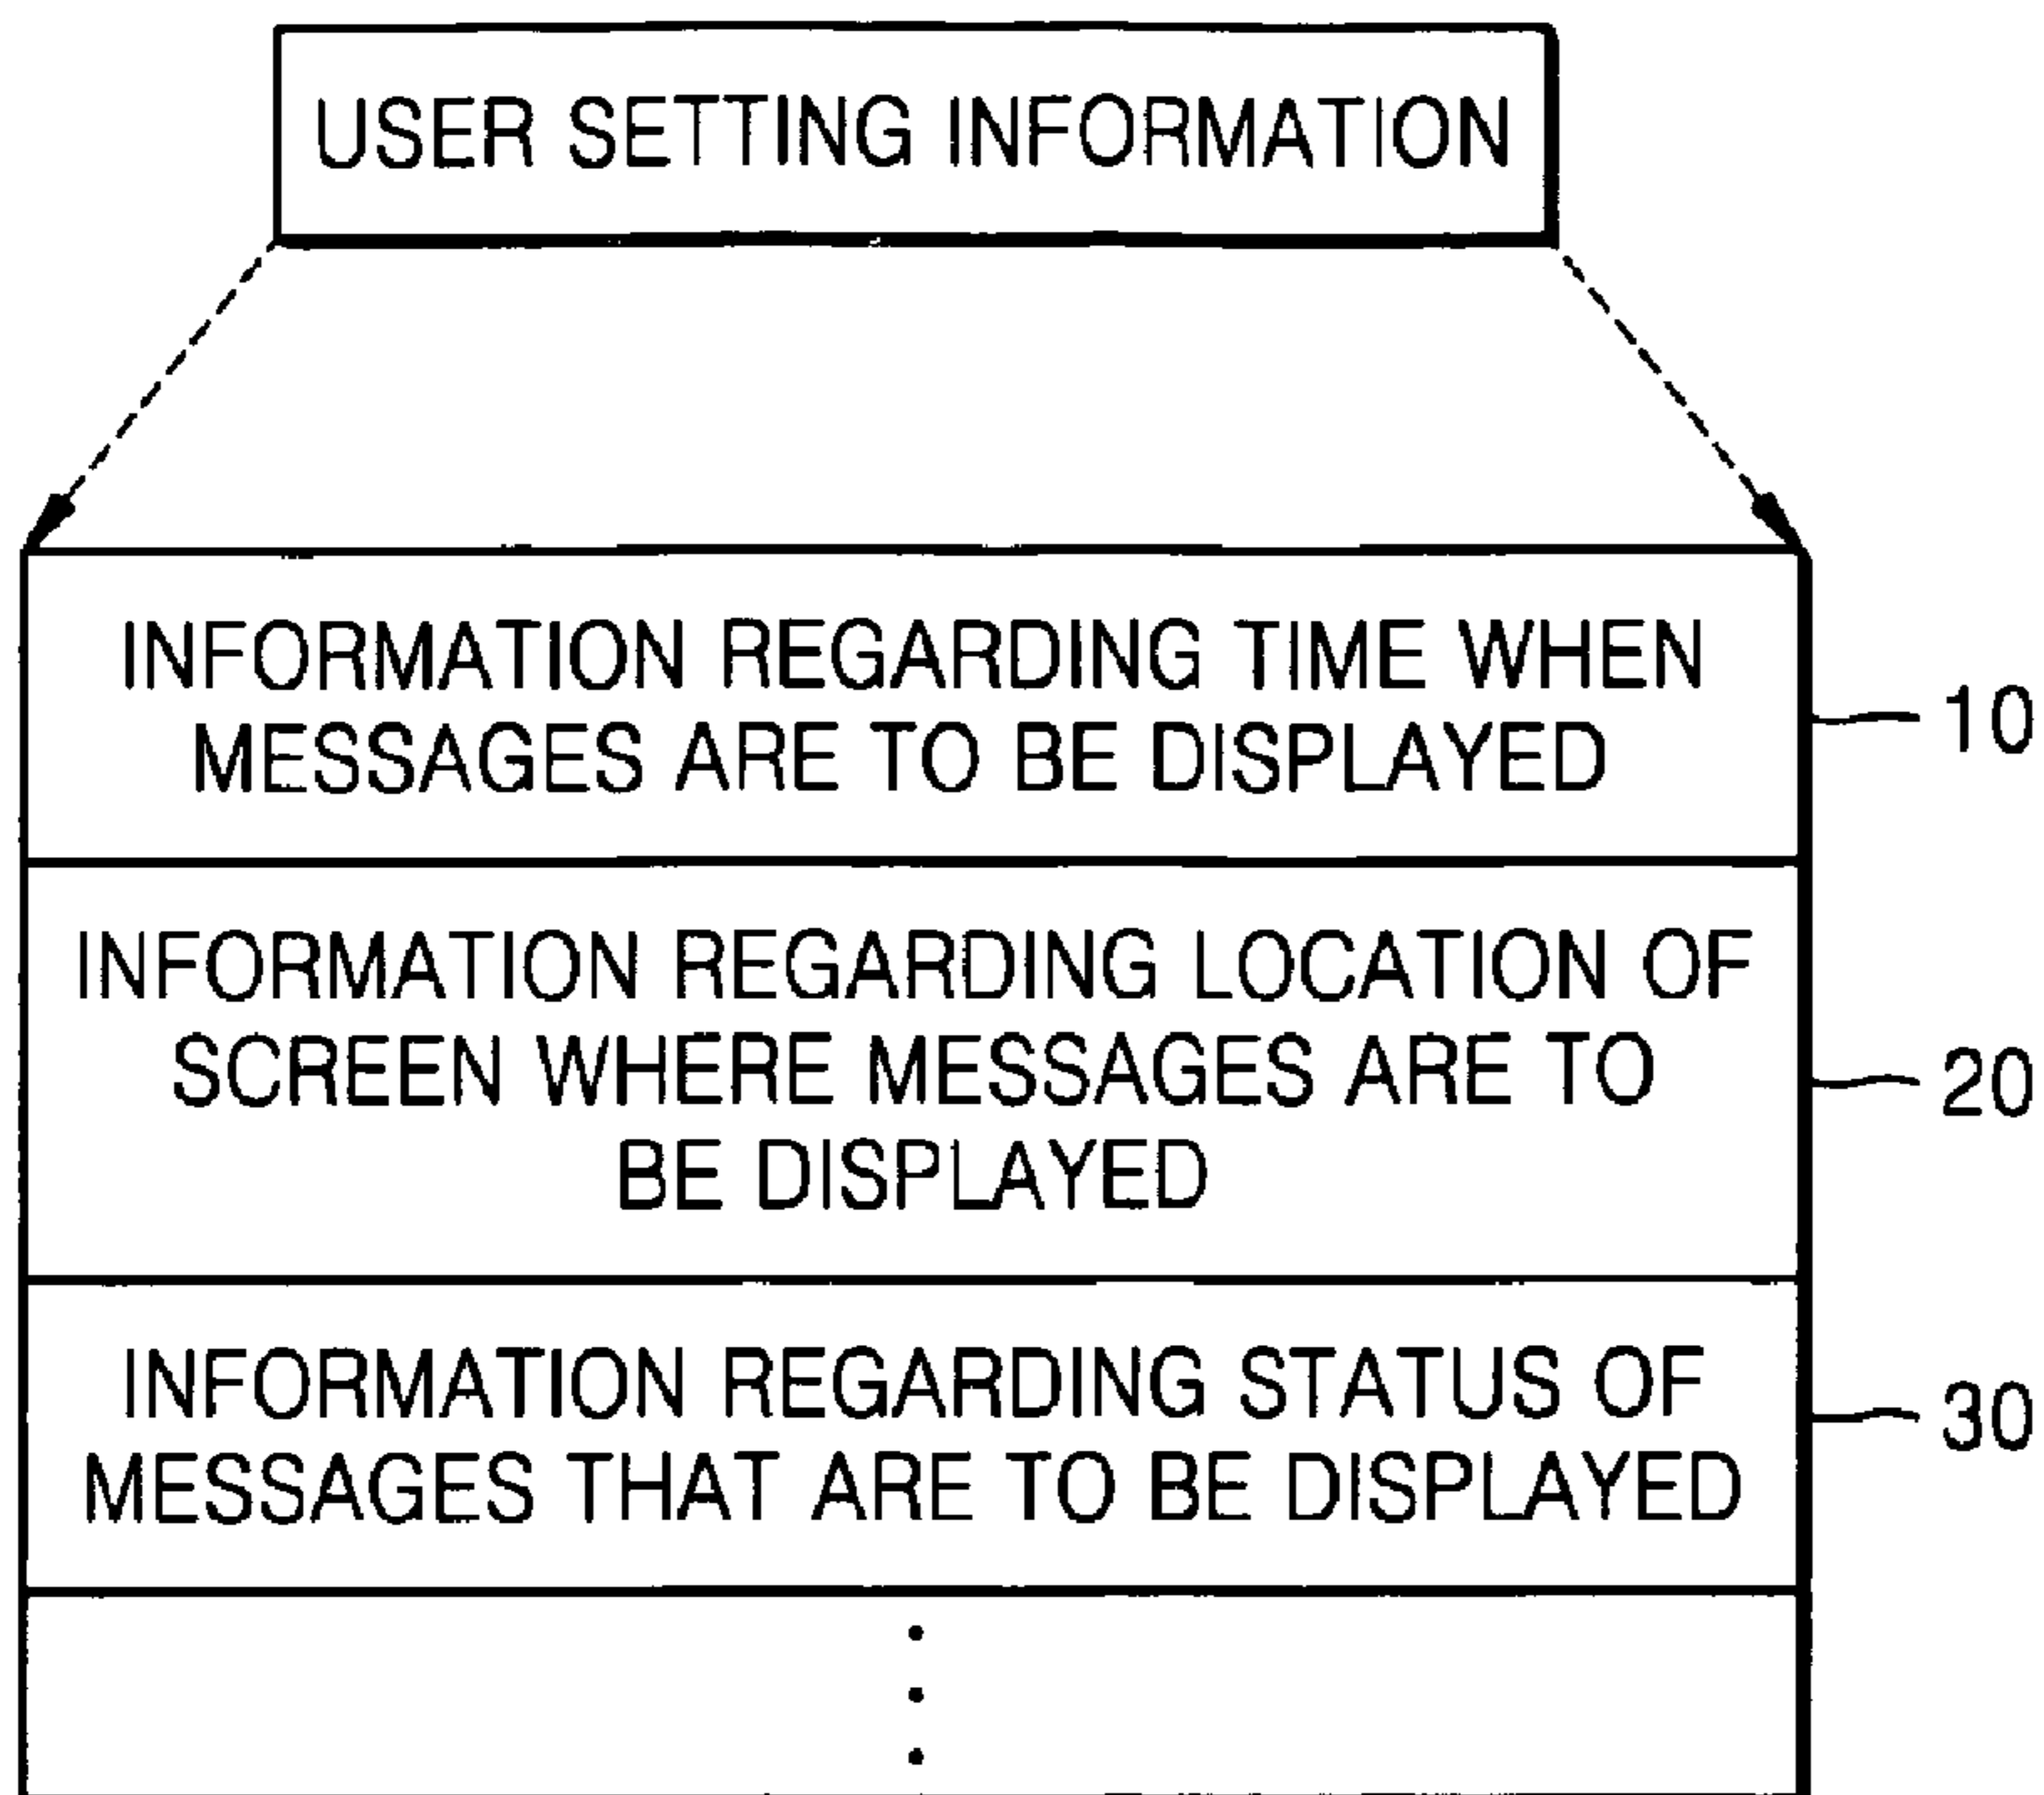 USER SETTING INFORMATION
INFORMATION REGARDING TIME WHEN
MESSAGES ARE TO BE DISPLAYED
10
INFORMATION REGARDING LOCATION OF
SCREEN WHERE MESSAGES ARE TO
BE DISPLAYED
20
INFORMATION REGARDING STATUS OF
MESSAGES THAT ARE TO BE DISPLAYED
30